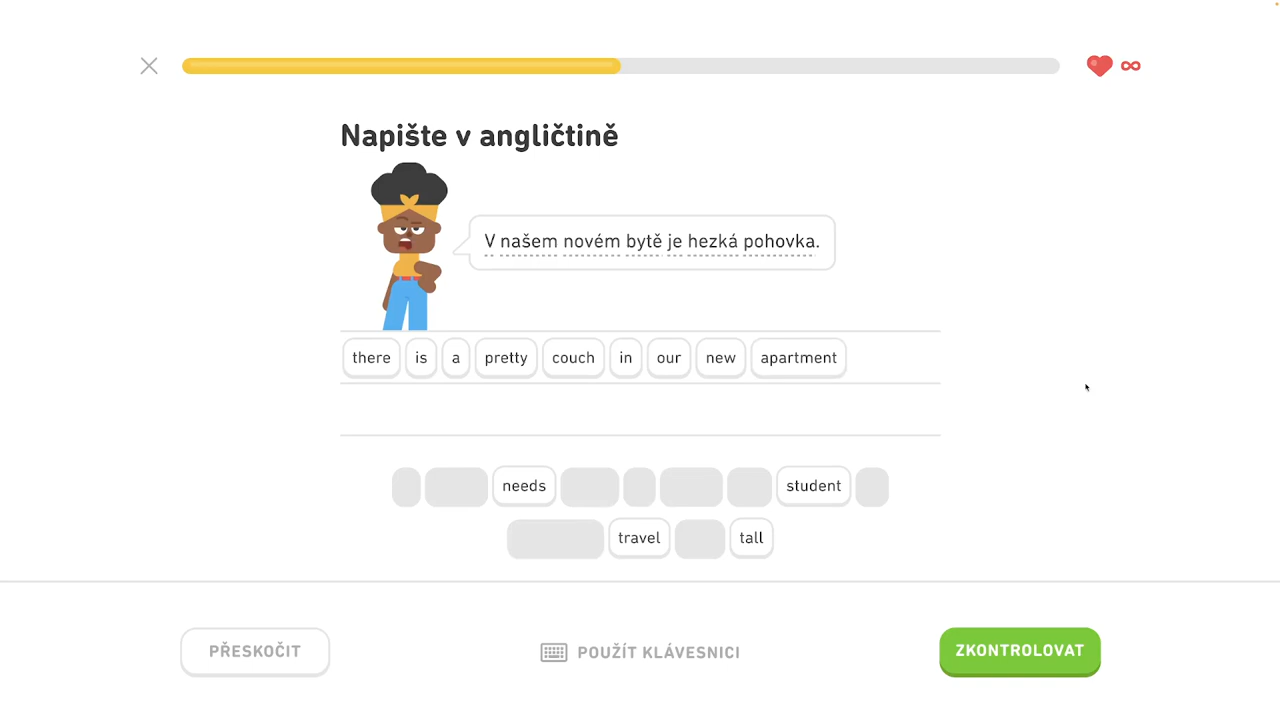 ∞
Napište v angličtině
V našem novém bytě je hezká pohovka.
there is a pretty couch in our new apartment
needs student
travel tall
PŘESKOČIT POUŽÍT KLÁVESNICI ZKONTROLOVAT